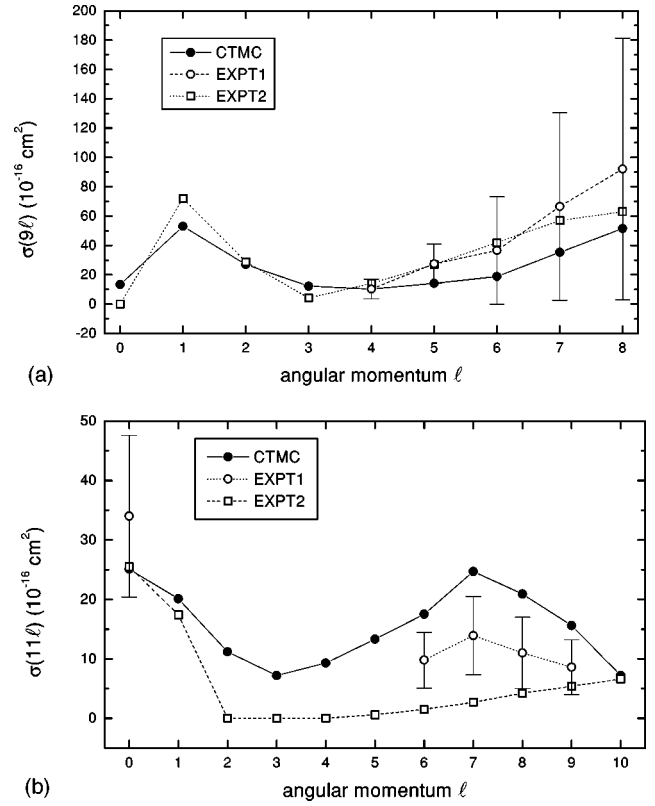 200
180
160
140
120
100
80
60
40
20
0
-20
σ(9ℓ) (10⁻¹⁶ cm²)
CTMC
EXPT1
EXPT2
0 1 2 3 4 5 6 7 8
(a) angular momentum ℓ
50
40
30
20
10
0
σ(11ℓ) (10⁻¹⁶ cm²)
CTMC
EXPT1
EXPT2
0 1 2 3 4 5 6 7 8 9 10
(b) angular momentum ℓ